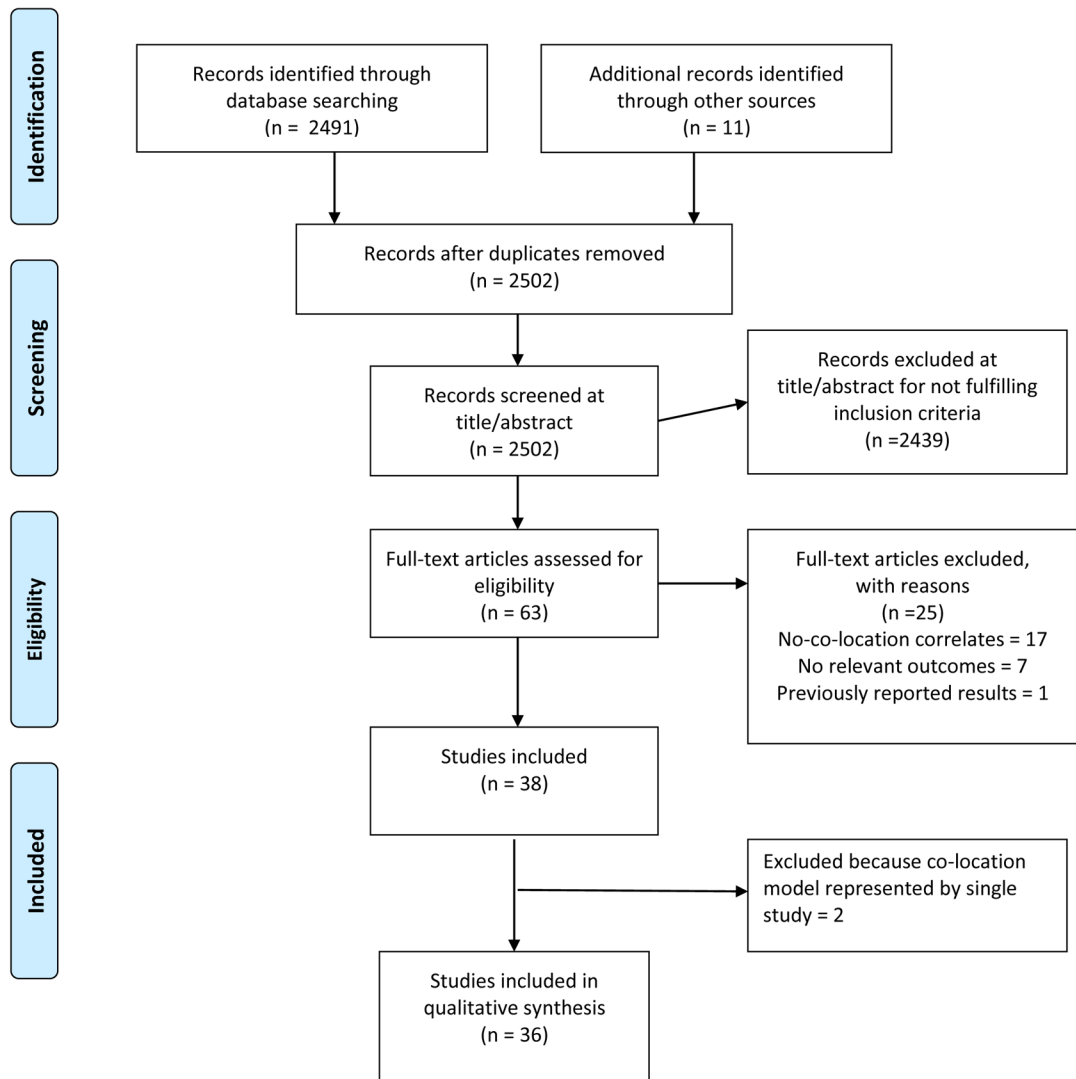 Identification
Records identified through
database searching
(n =  2491)
Additional records identified
through other sources
(n = 11)
Records after duplicates removed
(n = 2502)
Screening
Records screened at
title/abstract
(n = 2502)
Records excluded at
title/abstract for not fulfilling
inclusion criteria
(n =2439)
Eligibility
Full-text articles assessed for
eligibility
(n = 63)
Full-text articles excluded,
with reasons
(n =25)
No-co-location correlates = 17
No relevant outcomes = 7
Previously reported results = 1
Included
Studies included
(n = 38)
Excluded because co-location
model represented by single
study = 2
Studies included in
qualitative synthesis
(n = 36)